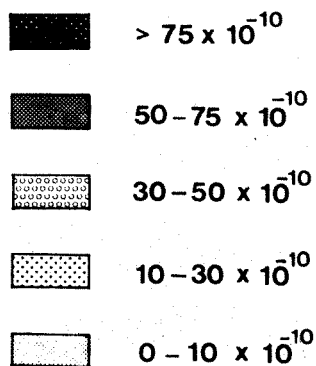 > 75 x 10⁻¹⁰
50 – 75 x 10⁻¹⁰
30 – 50 x 10⁻¹⁰
10 – 30 x 10⁻¹⁰
0 – 10 x 10⁻¹⁰